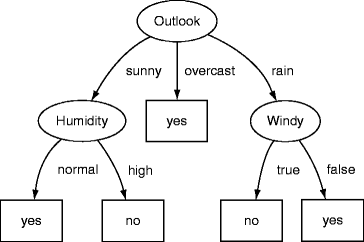 Outlook
sunny overcast rain
Humidity yes Windy
normal high true false
yes no no yes